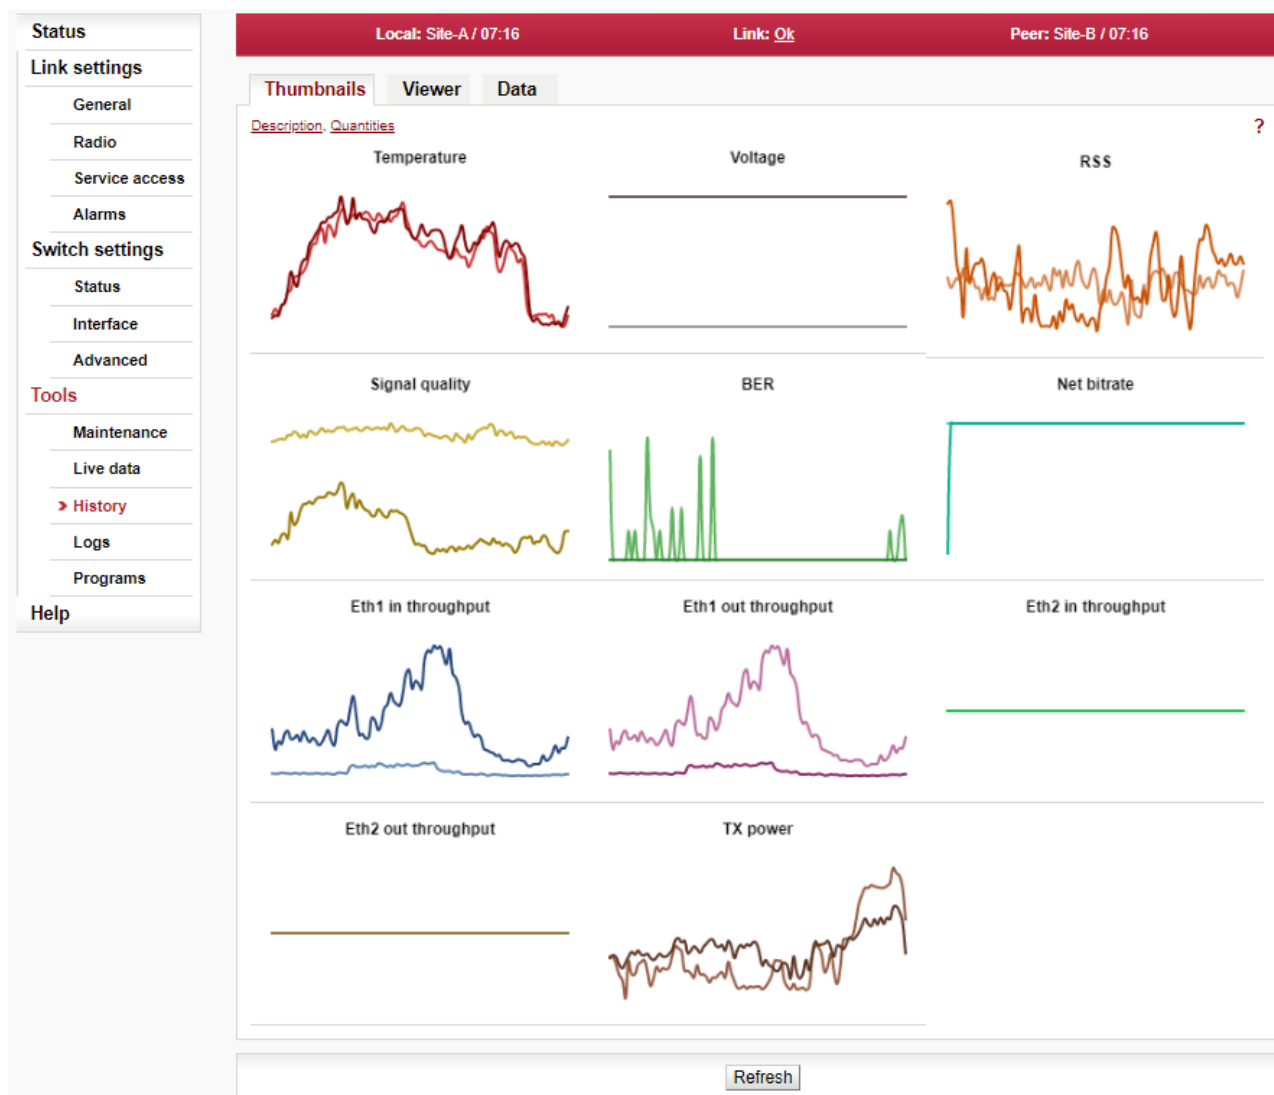 Status
Link settings
General
Radio
Service access
Alarms
Switch settings
Status
Interface
Advanced
Tools
Maintenance
Live data
History
Logs
Programs
Help
Local: Site-A / 07:16 Link: Ok Peer: Site-B / 07:16
Thumbnails Viewer Data
Description, Quantities ?
Temperature Voltage RSS
Signal quality BER Net bitrate
Eth1 in throughput Eth1 out throughput Eth2 in throughput
Eth2 out throughput TX power
Refresh